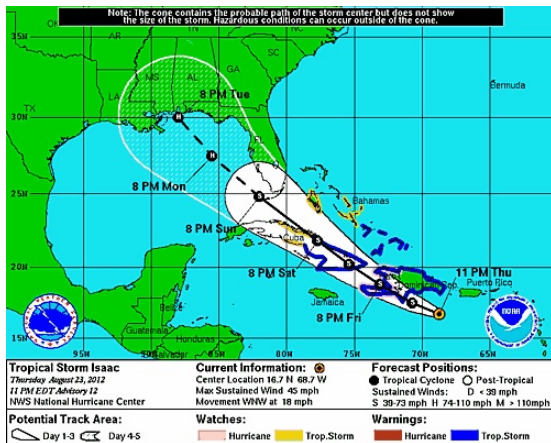 Note: The cone contains the probable path of the storm center but does not show
the size of the storm. Hazardous conditions can occur outside of the cone.
OK
AR
TN
NC
SC
MS
AL
GA
LA
TX
FL
8 PM Tue
Bermuda
30N
8 PM Mon
25N
Bahamas
8 PM Sun
Cuba
20N
8 PM Sat
11 PM Thu
Dominican Rep.
Puerto Rico
Jamaica
8 PM Fri
Belize
Guatemala
Honduras
Salvador
15N
NOAA
95W
90W
85W
80W
75W
70W
65W
Tropical Storm Isaac
Thursday August 23, 2012
11 PM EDT Advisory 12
NWS National Hurricane Center
Current Information:
Center Location 16.7 N 68.7 W
Max Sustained Wind 45 mph
Movement WNW at 18 mph
Forecast Positions:
Tropical Cyclone Post-Tropical
Sustained Winds: D < 39 mph
S 39-73 mph H 74-110 mph M > 110mph
Potential Track Area:
Day 1-3 Day 4-5
Watches:
Hurricane Trop.Storm
Warnings:
Hurricane Trop.Storm